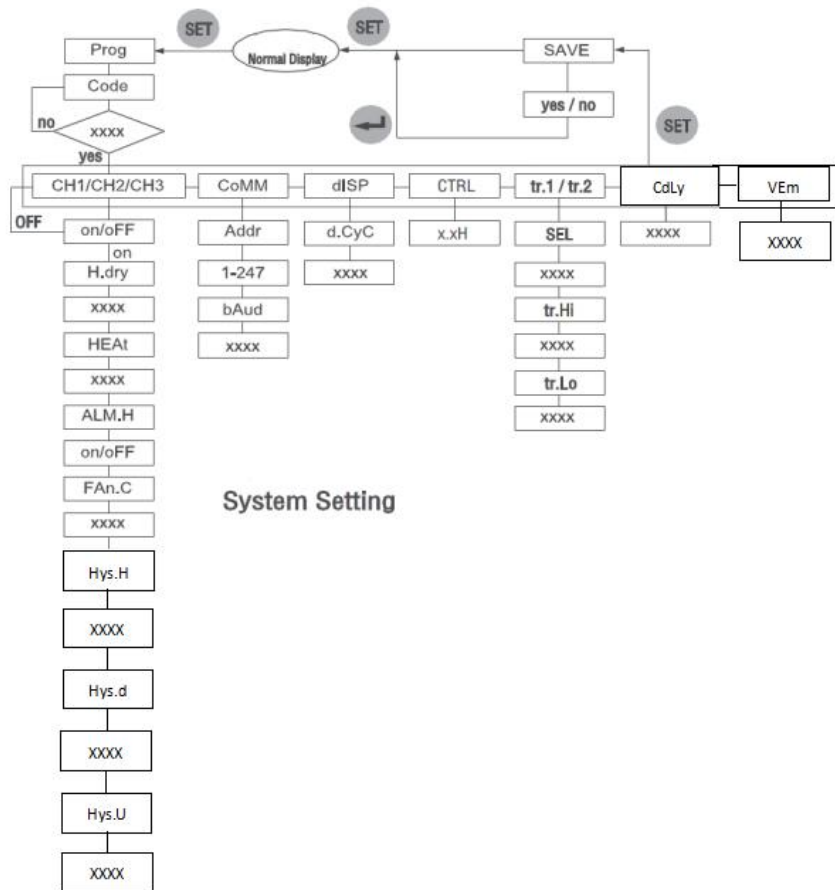 SET
SET
Prog
Normal Display
SAVE
Code
yes / no
no
xxxx
SET
yes
CH1/CH2/CH3
CoMM
dISP
CTRL
tr.1 / tr.2
CdLy
VEm
OFF
on/oFF
Addr
d.CyC
x.xH
SEL
xxxx
XXXX
on
H.dry
1-247
xxxx
xxxx
xxxx
bAud
tr.Hi
HEAt
xxxx
xxxx
xxxx
tr.Lo
ALM.H
xxxx
on/oFF
FAn.C
System Setting
xxxx
Hys.H
XXXX
Hys.d
XXXX
Hys.U
XXXX